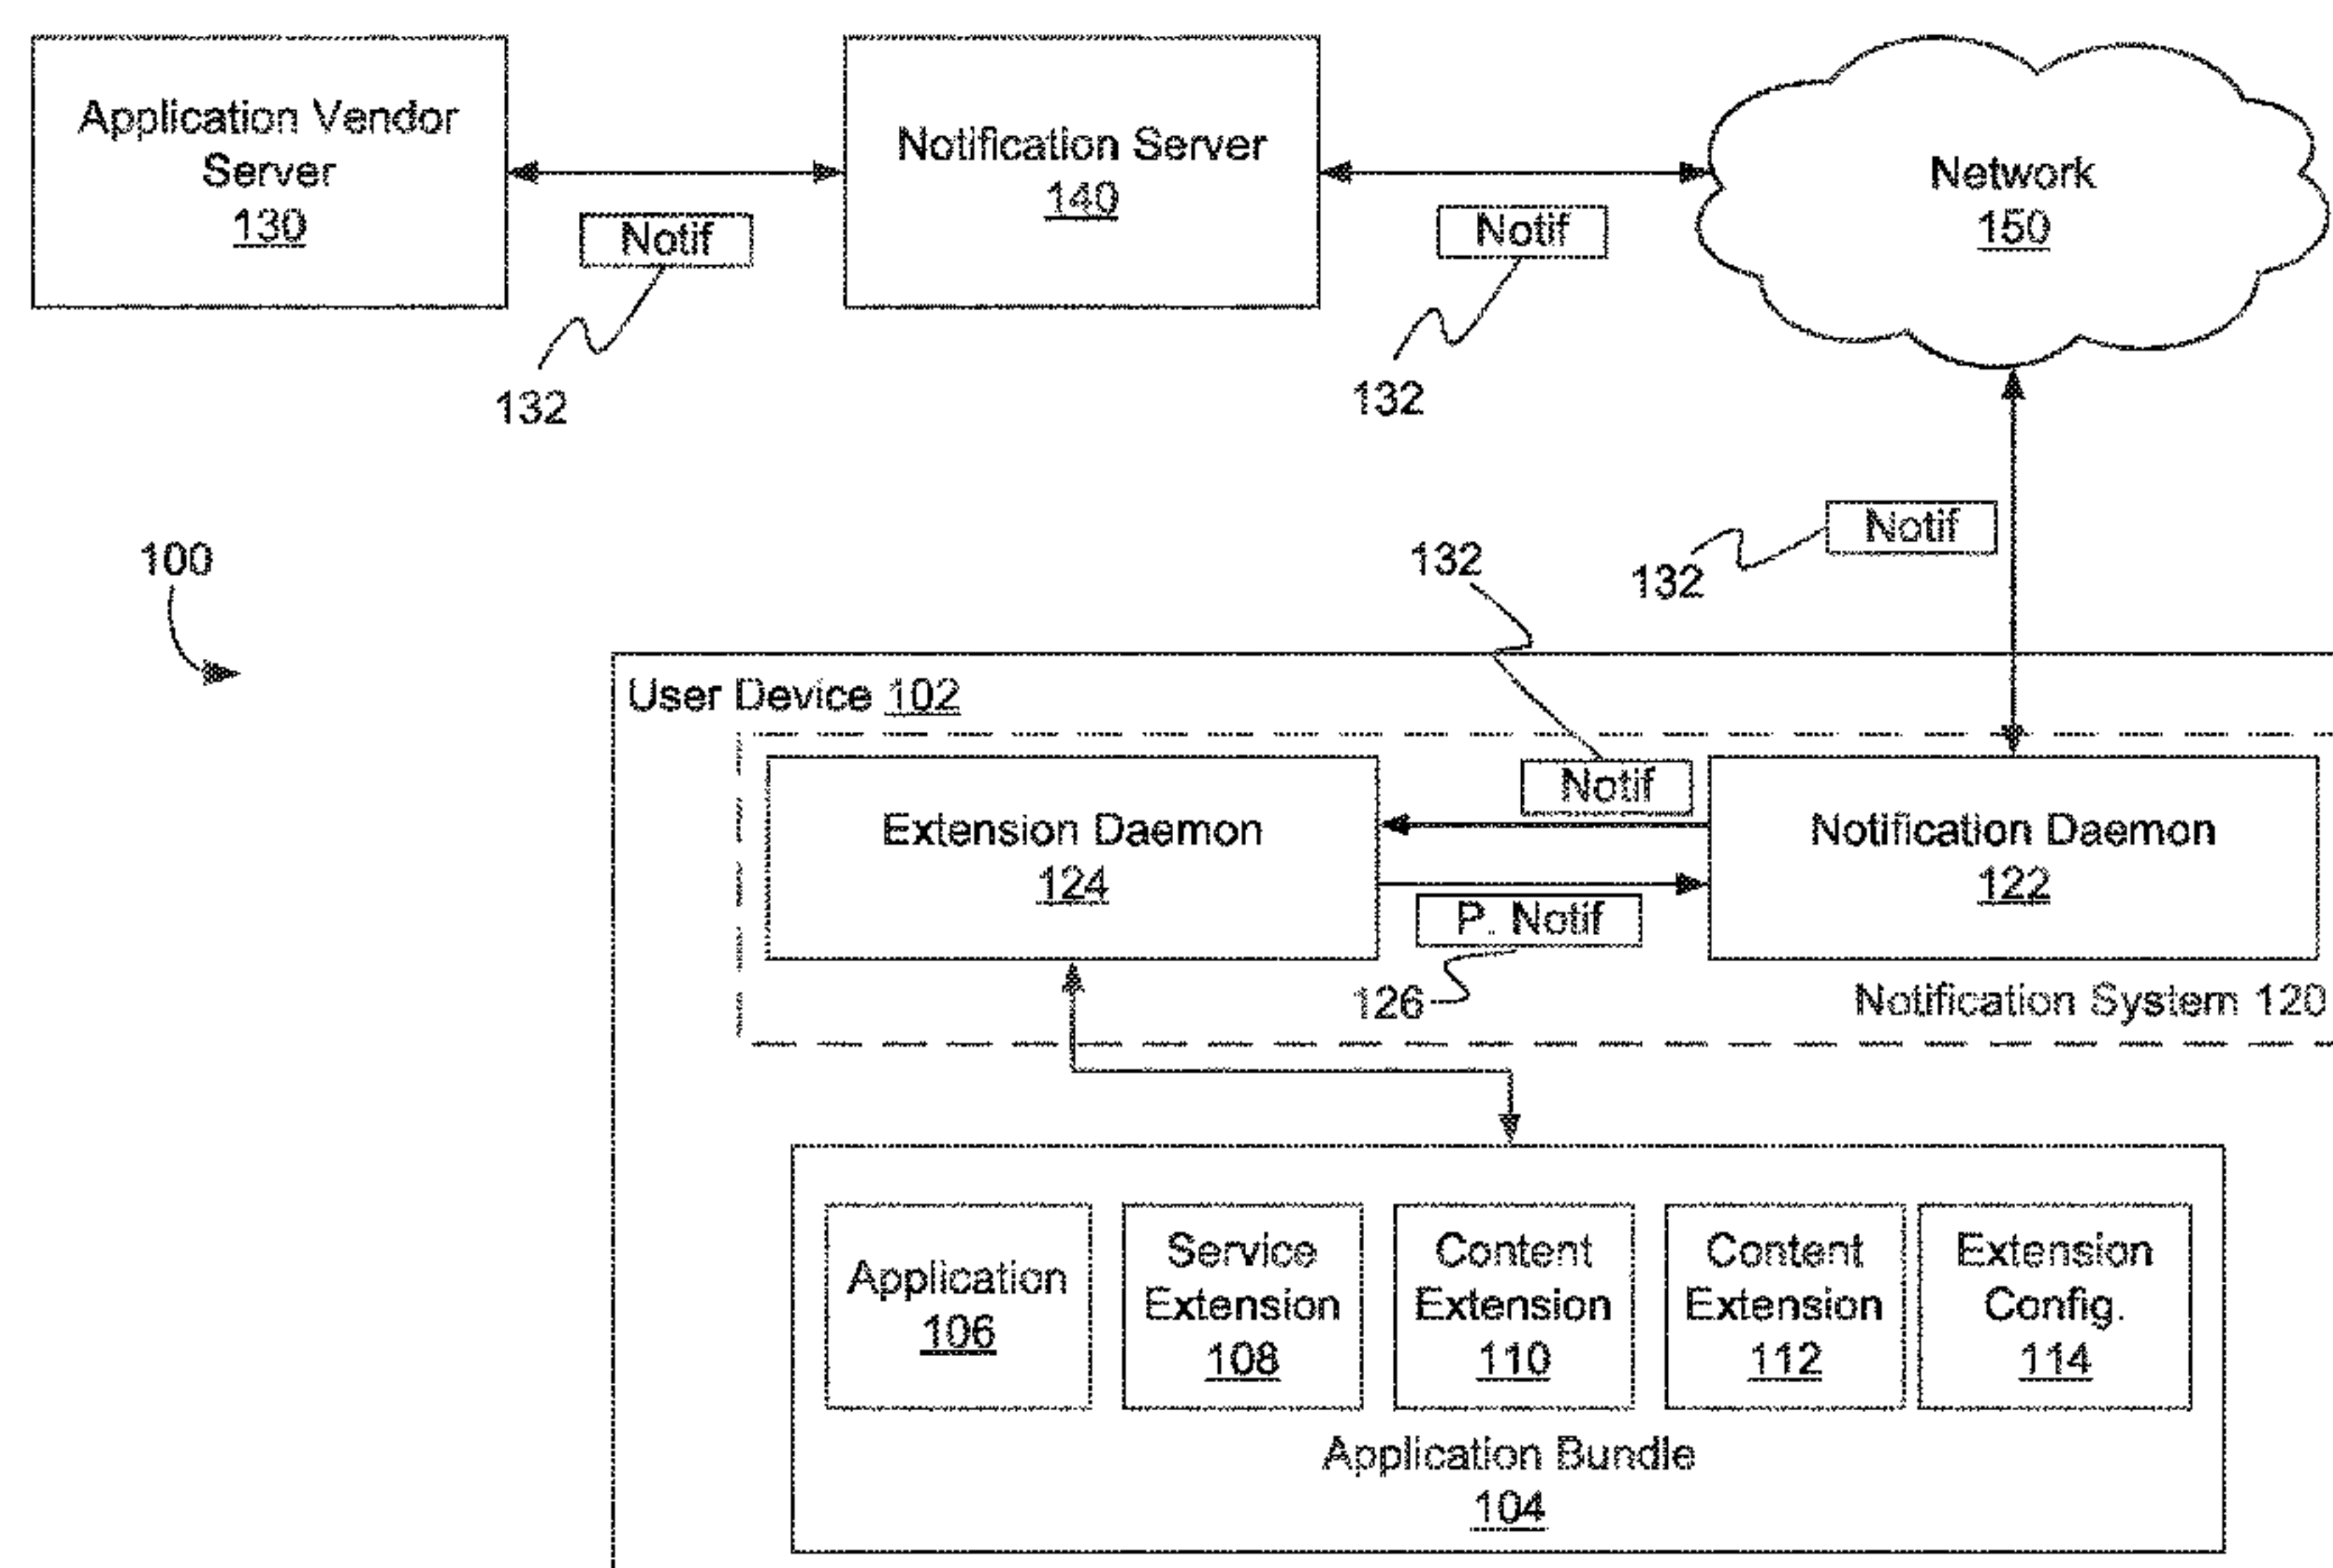 Application Vendor
Server
130
Notification Server
140
Network
150
Notif
132
Notif
132
Notif
132
100
132
User Device 102
Notif
Extension Daemon
124
Notification Daemon
122
P. Notif
126
Notification System 120
Application
106
Service
Extension
108
Content
Extension
110
Content
Extension
112
Extension
Config.
114
Application Bundle
104